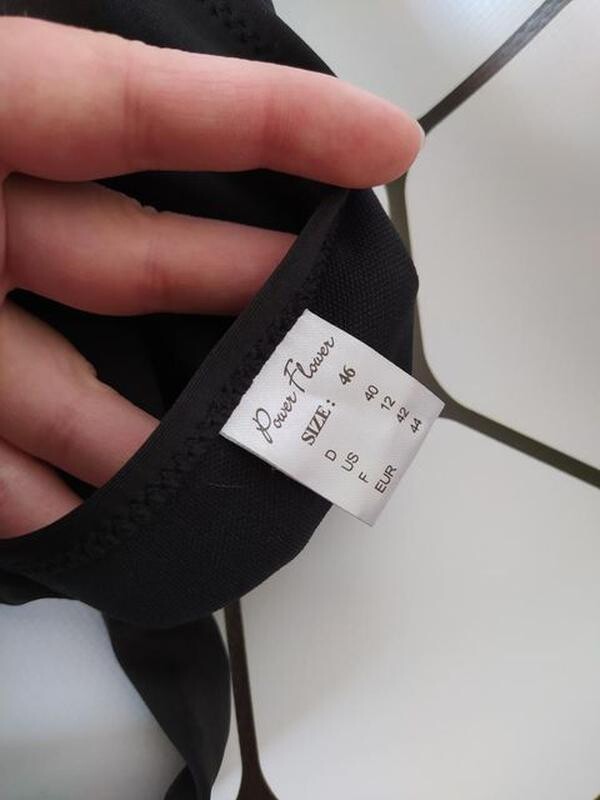 Power Flower
SIZE: 46
D 40
US 12
F 42
EUR 44